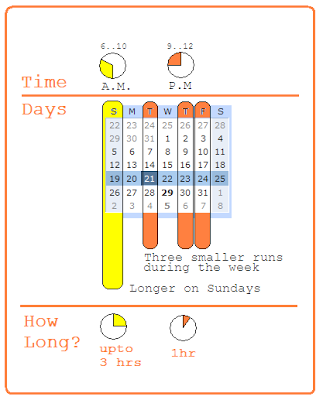 6..10 9..12
Time
A.M. P.M
Days
S M T W T F S
22 23 24 25 26 27 28
29 30 31 1 2 3 4
5 6 7 8 9 10 11
12 13 14 15 16 17 18
19 20 21 22 23 24 25
26 27 28 29 30 31 1
2 3 4 5 6 7 8
Three smaller runs
during the week
Longer on Sundays
How
Long?
upto
3 hrs
1hr